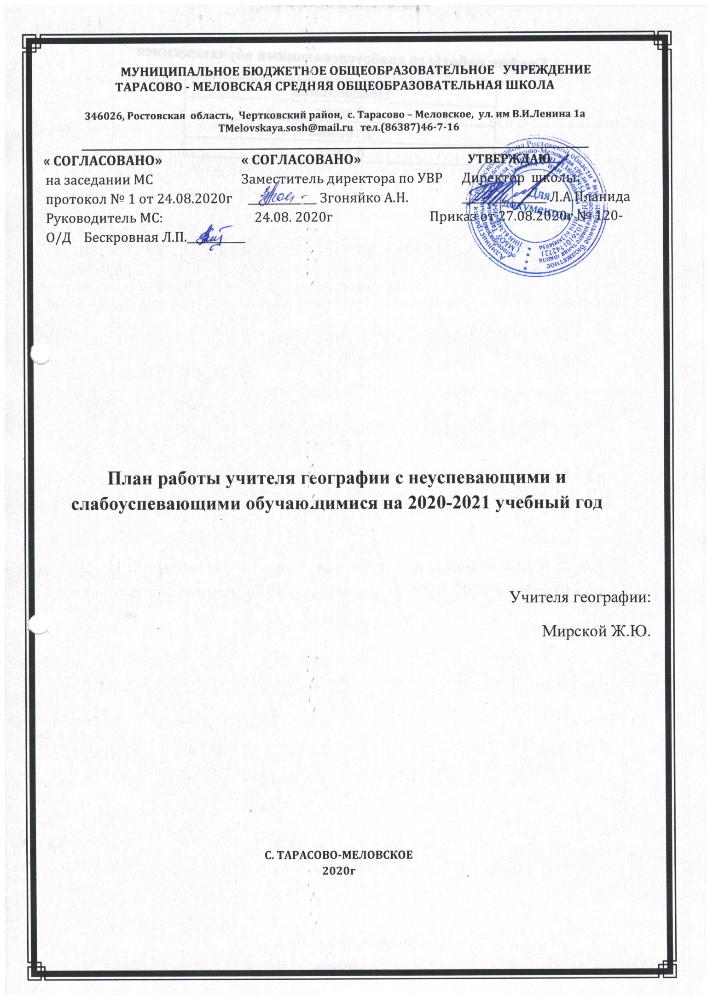 МУНИЦИПАЛЬНОЕ БЮДЖЕТНОЕ ОБЩЕОБРАЗОВАТЕЛЬНОЕ УЧРЕЖДЕНИЕ
ТАРАСОВО - МЕЛОВСКАЯ СРЕДНЯЯ ОБЩЕОБРАЗОВАТЕЛЬНАЯ ШКОЛА
346026, Ростовская область, Чертковский район, с. Тарасово – Меловское, ул. им В.И.Ленина 1а
TMelovskaya.sosh@mail.ru тел.(86387)46-7-16
« СОГЛАСОВАНО» « СОГЛАСОВАНО» УТВЕРЖДАЮ
на заседании МС Заместитель директора по УВР Директор школы:
протокол № 1 от 24.08.2020г Згоняйко А.Н. Л.А.Планида
Руководитель МС: 24.08. 2020г Приказ от 27.08.2020г № 120-
О/Д Бескровная Л.П.
Для
документов
План работы учителя географии с неуспевающими и
слабоуспевающими обучающимися на 2020-2021 учебный год
Учителя географии:
Мирской Ж.Ю.
С. ТАРАСОВО-МЕЛОВСКОЕ
2020г